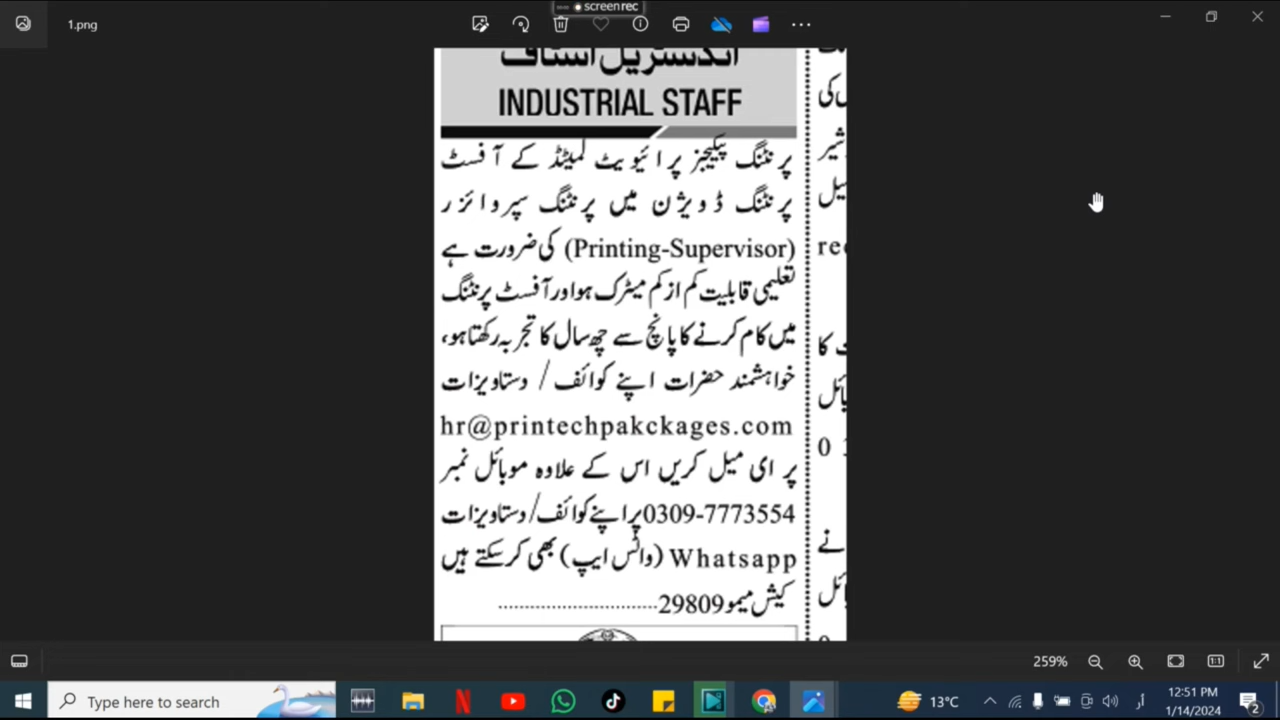 screenrec
1.png
انڈسٹریل اسٹاف
INDUSTRIAL STAFF
پرنٹنگ پیکیجز پرائیویٹ لمیٹڈ کے آفسٹ
پرنٹنگ ڈویژن میں پرنٹنگ سپروائزر
(Printing-Supervisor) کی ضرورت ہے
تعلیمی قابلیت کم از کم میٹرک ہو اور آفسٹ پرنٹنگ
میں کام کرنے کا پانچ سے چھ سال کا تجربہ رکھتا ہو،
خواہشمند حضرات اپنے کوائف / دستاویزات
hr@printechpakckages.com
پر ای میل کریں اس کے علاوہ موبائل نمبر
0309-7773554 پر اپنے کوائف/دستاویزات
Whatsapp (واٹس ایپ) بھی کر سکتے ہیں
کیش میمو 29809
259%
Type here to search
13°C
12:51 PM
1/14/2024
2